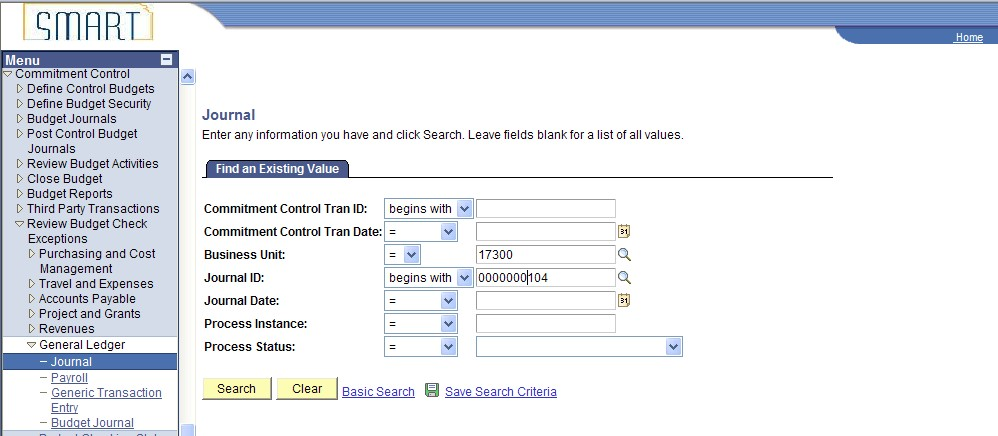 SMART
Home
Menu
Commitment Control
Define Control Budgets
Define Budget Security
Budget Journals
Post Control Budget
Journals
Review Budget Activities
Close Budget
Budget Reports
Third Party Transactions
Review Budget Check
Exceptions
Purchasing and Cost
Management
Travel and Expenses
Accounts Payable
Project and Grants
Revenues
General Ledger
Journal
Payroll
Generic Transaction
Entry
Budget Journal
Journal
Enter any information you have and click Search. Leave fields blank for a list of all values.
Find an Existing Value
Commitment Control Tran ID: begins with
Commitment Control Tran Date: = 31
Business Unit: = 17300
Journal ID: begins with 0000000104
Journal Date: = 31
Process Instance: =
Process Status: =
Search Clear Basic Search Save Search Criteria